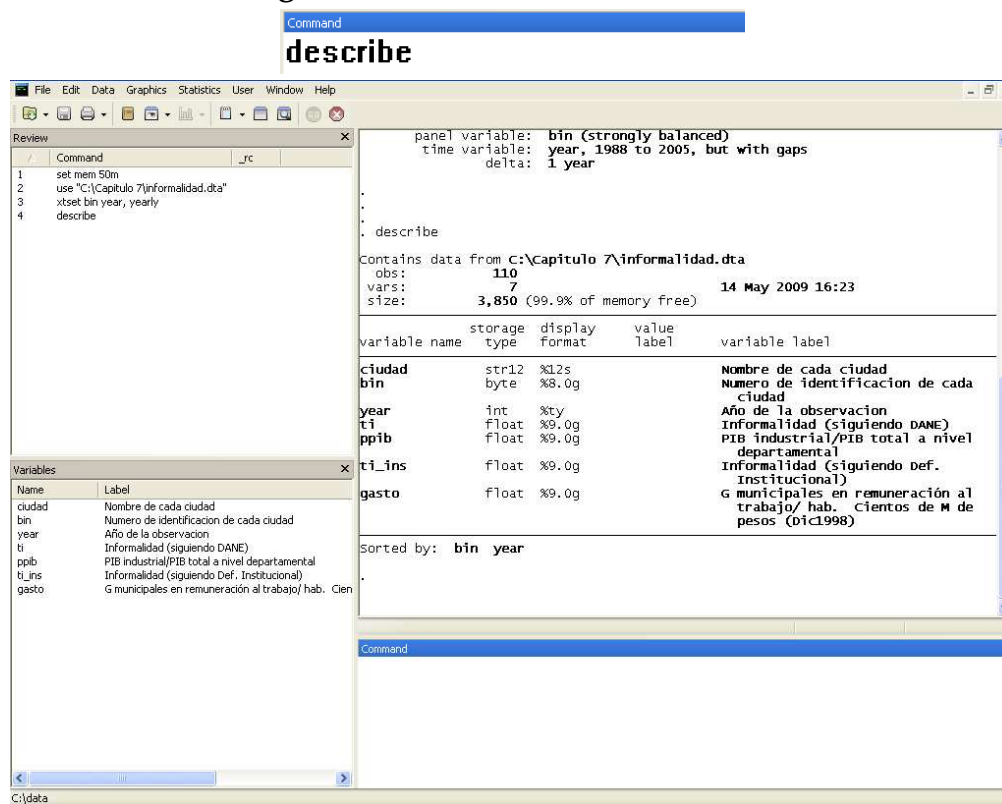 Command
describe
File Edit Data Graphics Statistics User Window Help
Review
Command _rc
1 set mem 50m
2 use "C:\Capitulo 7\informalidad.dta"
3 xtset bin year, yearly
4 describe
Variables
Name Label
ciudad Nombre de cada ciudad
bin Numero de identificacion de cada ciudad
year Año de la observacion
ti Informalidad (siguiendo DANE)
ppib PIB industrial/PIB total a nivel departamental
ti_ins Informalidad (siguiendo Def. Institucional)
gasto G municipales en remuneración al trabajo/ hab. Cien
panel variable: bin (strongly balanced)
time variable: year, 1988 to 2005, but with gaps
delta: 1 year
.
.
.
. describe
Contains data from C:\Capitulo 7\informalidad.dta
obs: 110
vars: 7 14 May 2009 16:23
size: 3,850 (99.9% of memory free)
storage display value
variable name type format label variable label
ciudad str12 %12s Nombre de cada ciudad
bin byte %8.0g Numero de identificacion de cada
ciudad
year int %ty Año de la observacion
ti float %9.0g Informalidad (siguiendo DANE)
ppib float %9.0g PIB industrial/PIB total a nivel
departamental
ti_ins float %9.0g Informalidad (siguiendo Def.
Institucional)
gasto float %9.0g G municipales en remuneración al
trabajo/ hab. Cientos de M de
pesos (Dic1998)
Sorted by: bin year
.
Command
C:\data